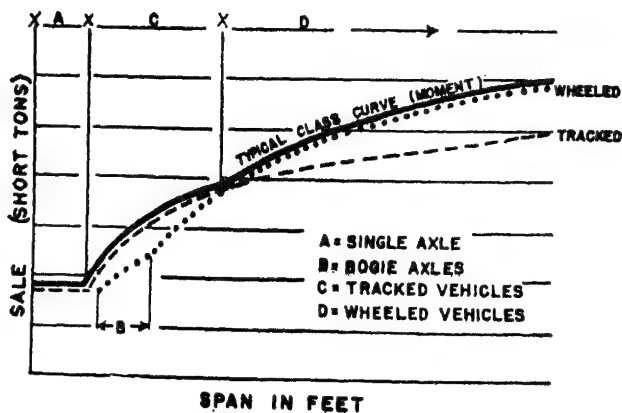 X A X C X D
TYPICAL CLASS CURVE (MOMENT)
WHEELED
TRACKED
SALE (SHORT TONS)
A = SINGLE AXLE
B = BOGIE AXLES
C = TRACKED VEHICLES
D = WHEELED VEHICLES
B
SPAN IN FEET